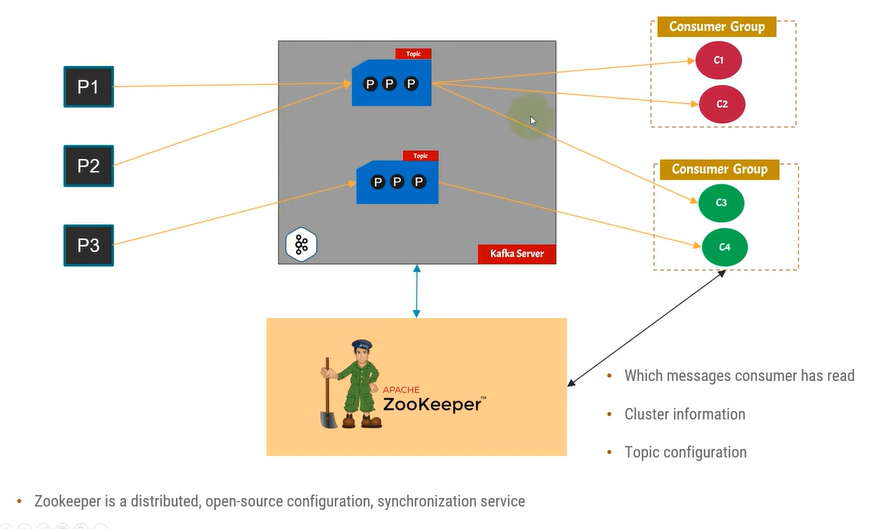 Consumer Group
Topic
C1
P1
P P P
C2
P2
Topic
Consumer Group
P P P
C3
P3
C4
Kafka Server
APACHE
ZooKeeper™
• Which messages consumer has read
• Cluster information
• Topic configuration
• Zookeeper is a distributed, open-source configuration, synchronization service